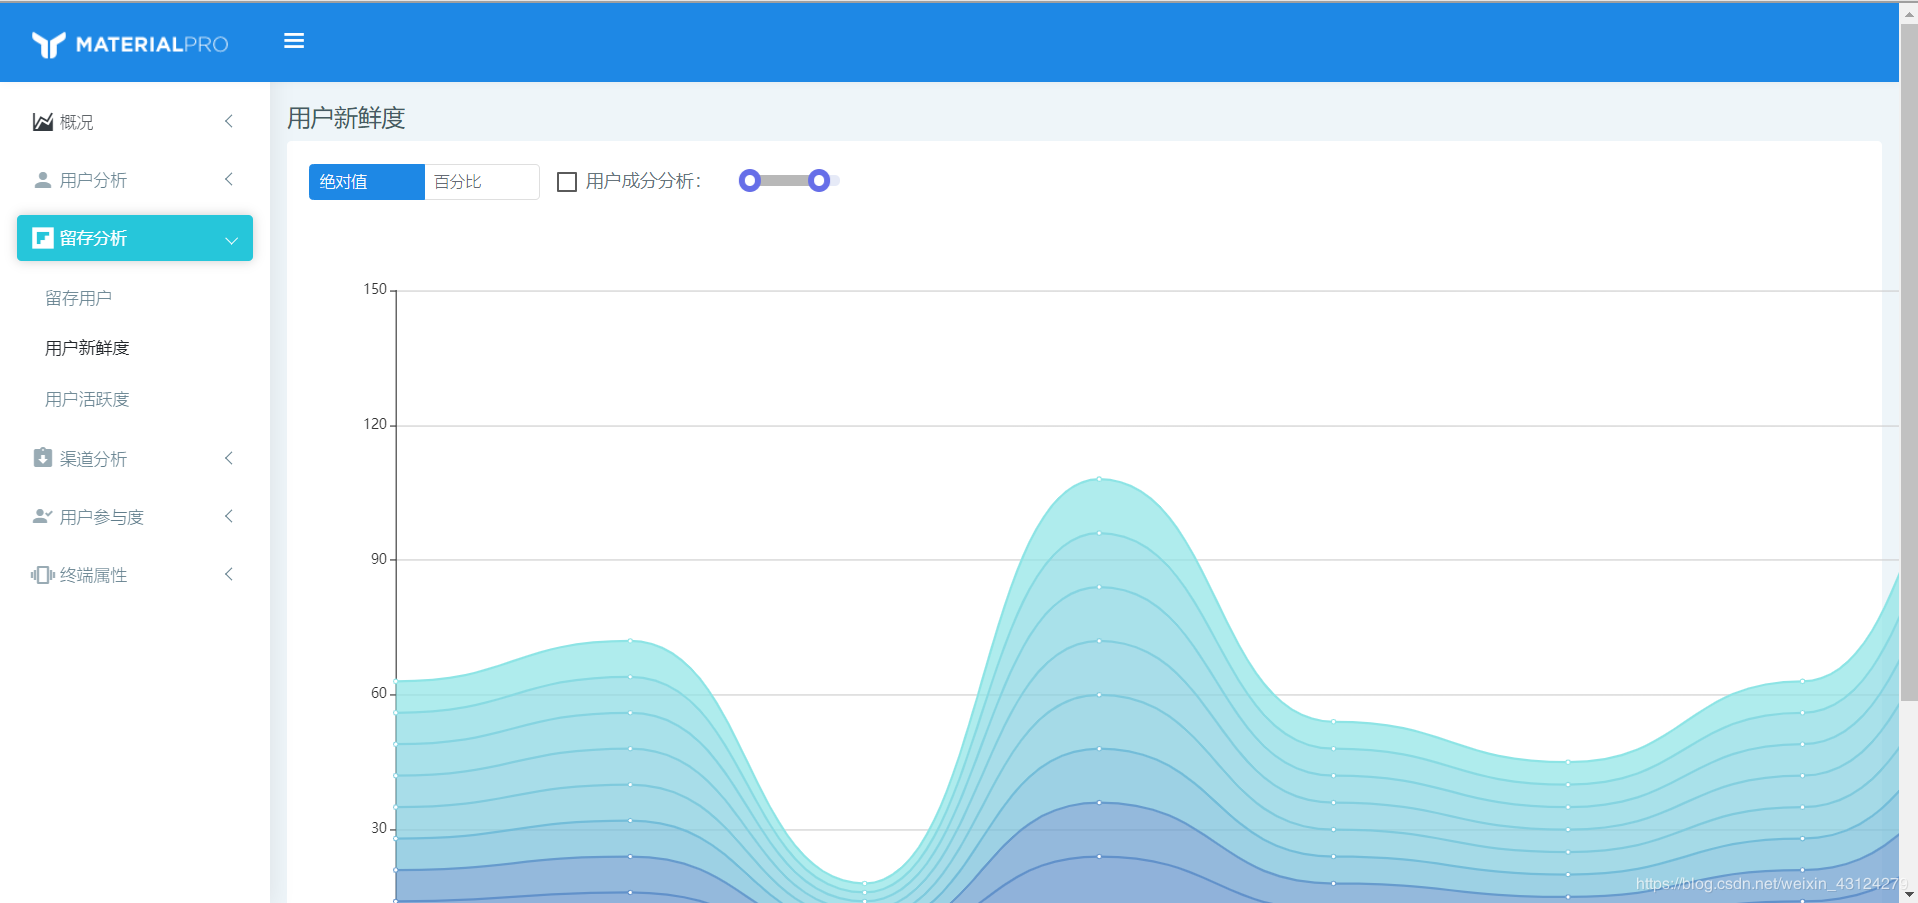 MATERIALPRO
概况
用户分析
留存分析
留存用户
用户新鲜度
用户活跃度
渠道分析
用户参与度
终端属性
用户新鲜度
绝对值 百分比 用户成分分析：
150
120
90
60
30
https://blog.csdn.net/weixin_4312427